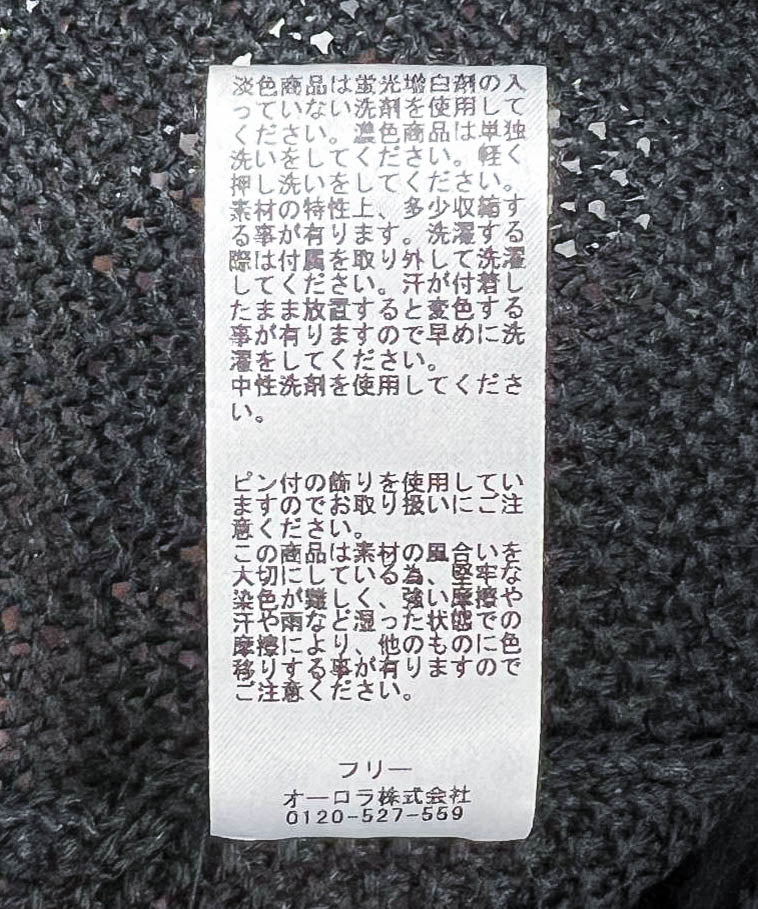 淡色商品は蛍光増白剤の入
っていない洗剤を使用して
ください。濃色商品は単独
洗いをしてください。軽く
押し洗いをしてください。
素材の特性上、多少収縮す
る事が有ります。洗濯する
際は付属を取り外して洗濯
してください。汗が付着し
たまま放置すると変色する
事が有りますので早めに洗
濯をしてください。
中性洗剤を使用してくださ
い。
ピン付の飾りを使用してい
ますのでお取り扱いにご注
意ください。
この商品は素材の風合いを
大切にしている為、堅牢な
染色が難しく、強い摩擦や
汗や雨など湿った状態での
摩擦により、他のものに色
移りする事が有りますので
ご注意ください。
フリー
オーロラ株式会社
0120-527-559